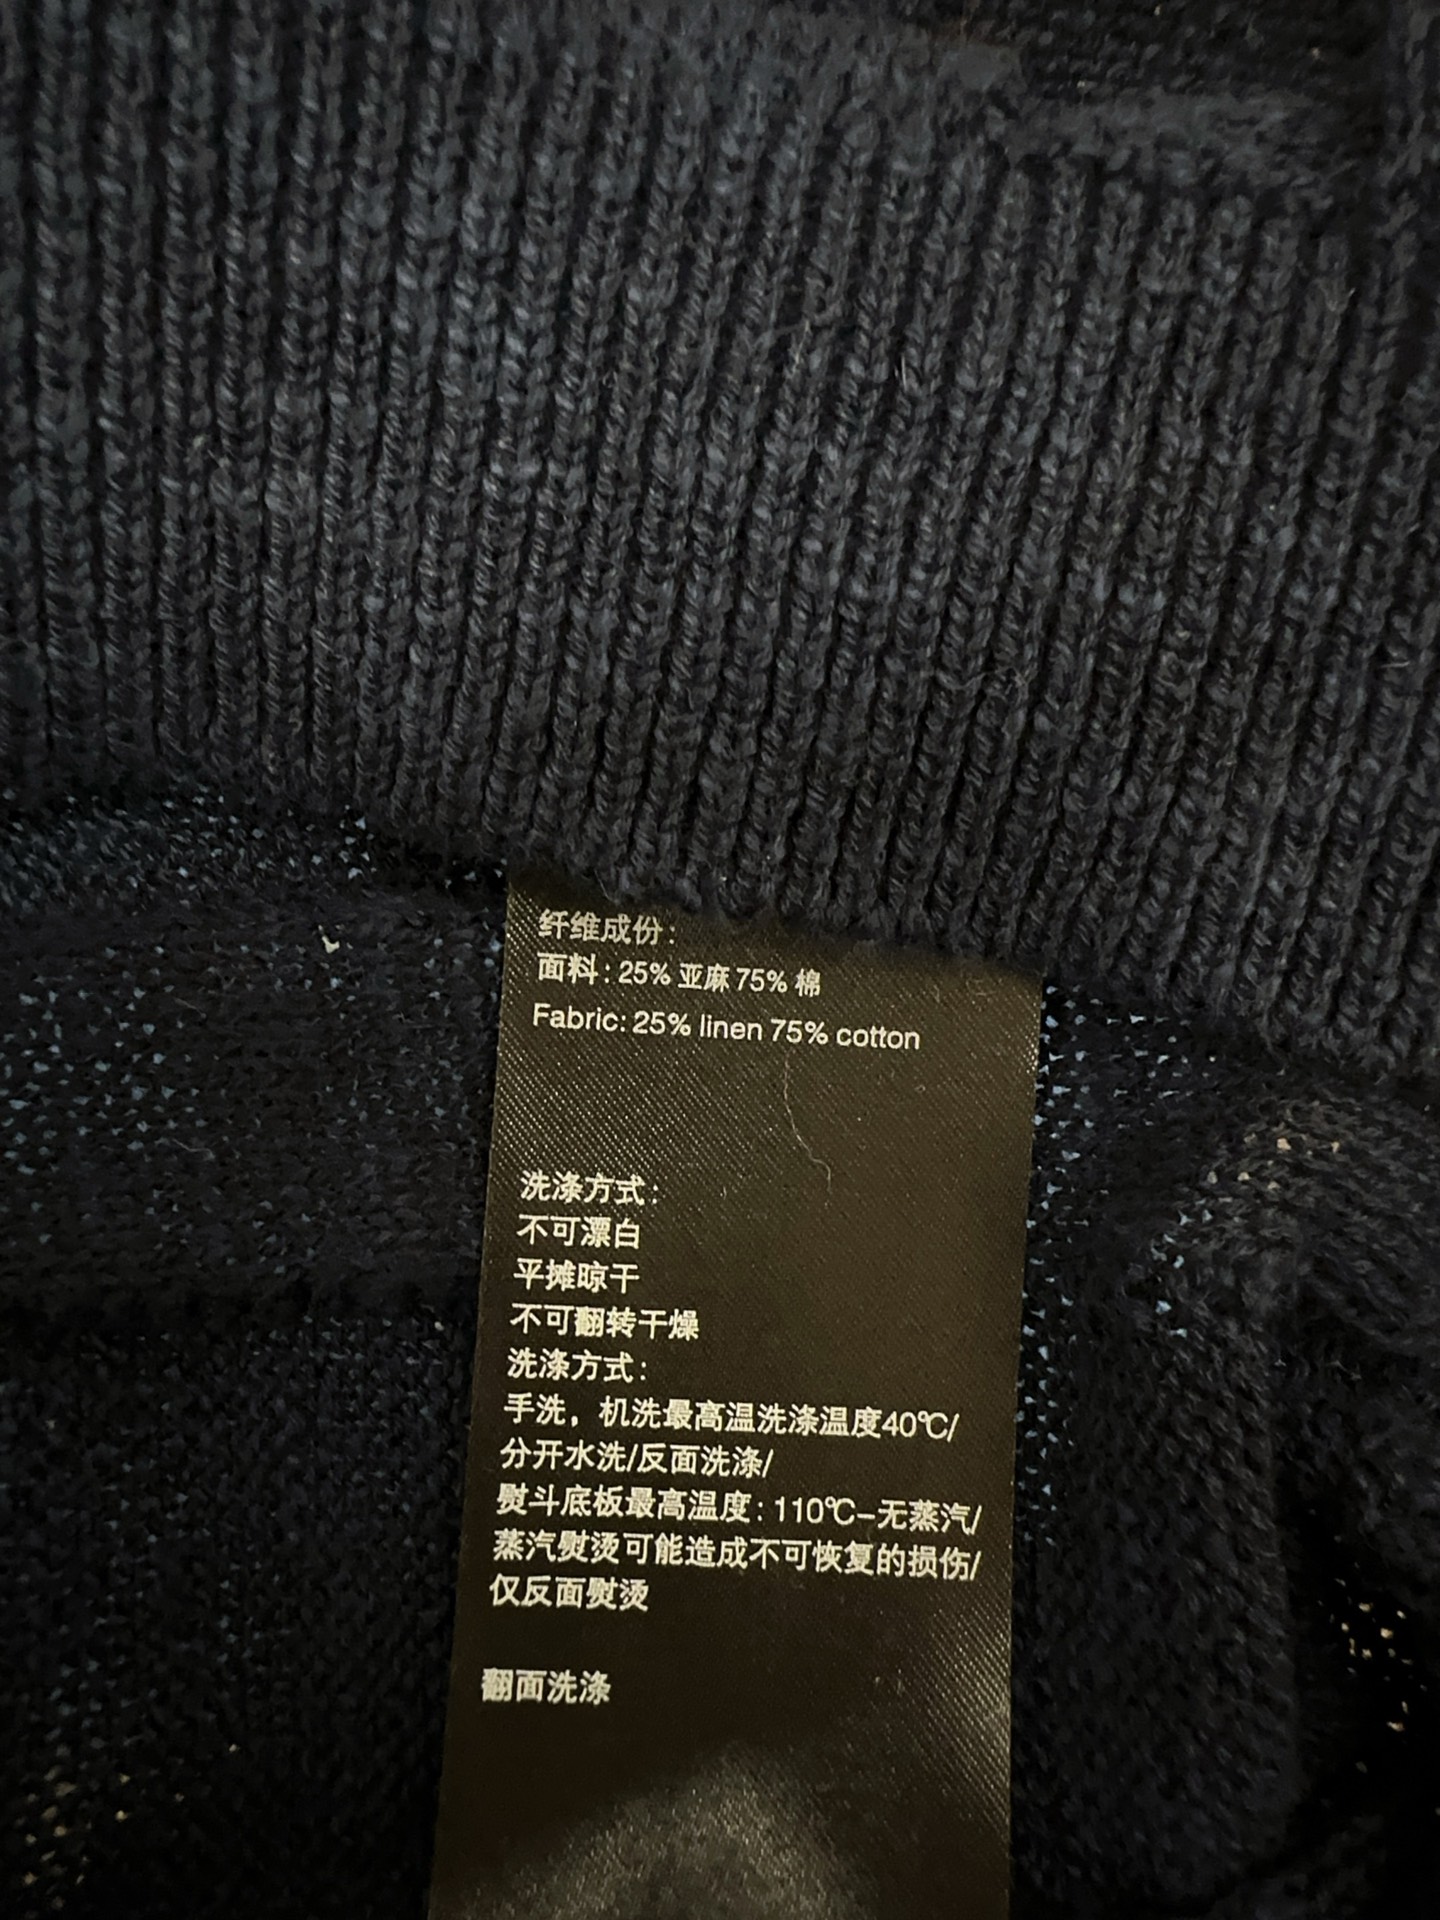 纤维成份：
面料：25% 亚麻 75% 棉
Fabric: 25% linen 75% cotton
洗涤方式：
不可漂白
平摊晾干
不可翻转干燥
洗涤方式：
手洗，机洗最高温洗涤温度40℃/
分开水洗/反面洗涤/
熨斗底板最高温度：110℃-无蒸汽/
蒸汽熨烫可能造成不可恢复的损伤/
仅反面熨烫
翻面洗涤